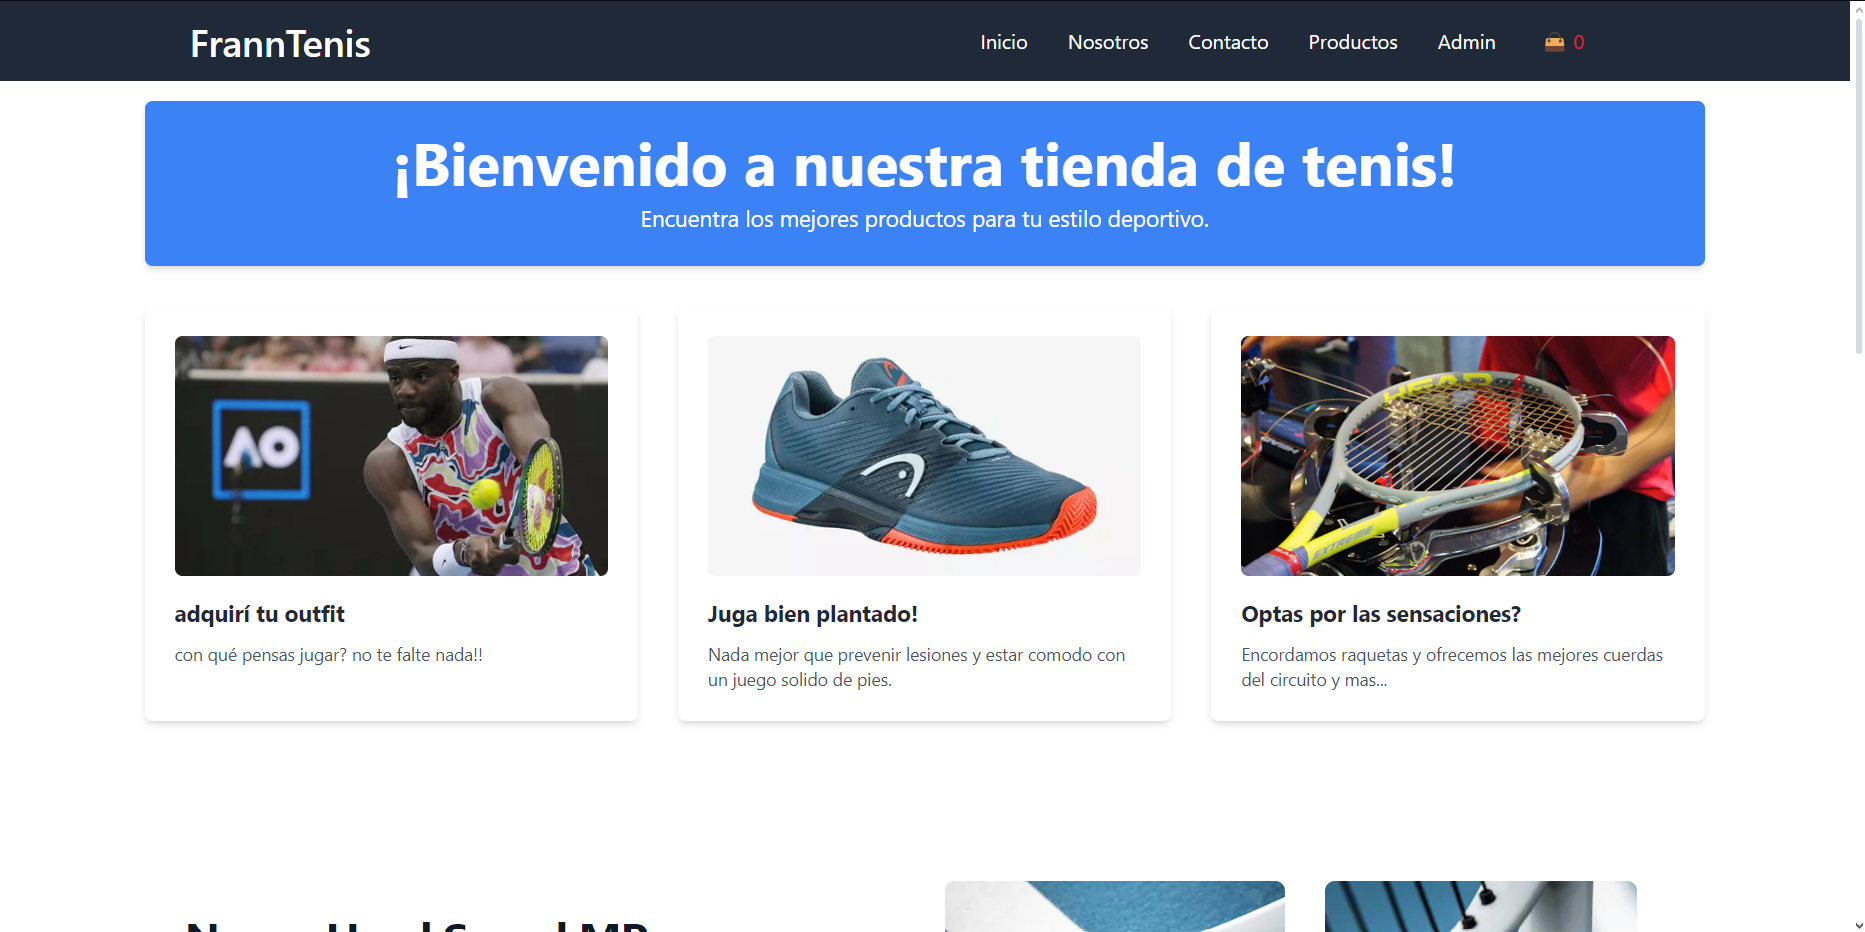 FrannTenis
Inicio
Nosotros
Contacto
Productos
Admin
0
¡Bienvenido a nuestra tienda de tenis!
Encuentra los mejores productos para tu estilo deportivo.
AO
HEAD
EXTREME
adquirí tu outfit
con qué pensas jugar? no te falte nada!!
Juga bien plantado!
Nada mejor que prevenir lesiones y estar comodo con
un juego solido de pies.
Optas por las sensaciones?
Encordamos raquetas y ofrecemos las mejores cuerdas
del circuito y mas...